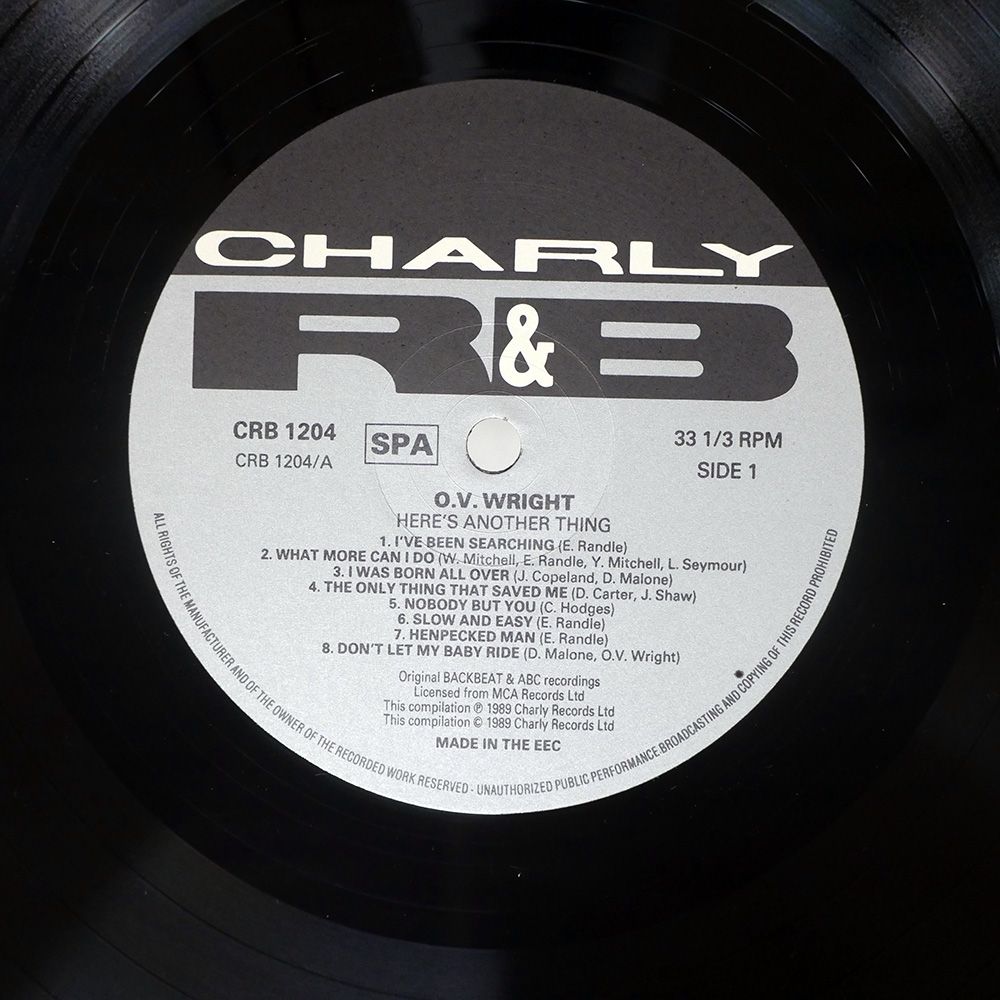 CHARLY
R&B
CRB 1204 SPA 33 1/3 RPM
CRB 1204/A SIDE 1
O.V. WRIGHT
HERE'S ANOTHER THING
1. I'VE BEEN SEARCHING (E. Randle)
2. WHAT MORE CAN I DO (W. Mitchell, E. Randle, Y. Mitchell, L. Seymour)
3. I WAS BORN ALL OVER (J. Copeland, D. Malone)
4. THE ONLY THING THAT SAVED ME (D. Carter, J. Shaw)
5. NOBODY BUT YOU (C. Hodges)
6. SLOW AND EASY (E. Randle)
7. HENPECKED MAN (E. Randle)
8. DON'T LET MY BABY RIDE (D. Malone, O.V. Wright)
Original BACKBEAT & ABC recordings
Licensed from MCA Records Ltd
This compilation ℗ 1989 Charly Records Ltd
This compilation © 1989 Charly Records Ltd
MADE IN THE EEC
ALL RIGHTS OF THE MANUFACTURER AND OF THE OWNER OF THE RECORDED WORK RESERVED - UNAUTHORIZED PUBLIC PERFORMANCE BROADCASTING AND COPYING OF THIS RECORD PROHIBITED